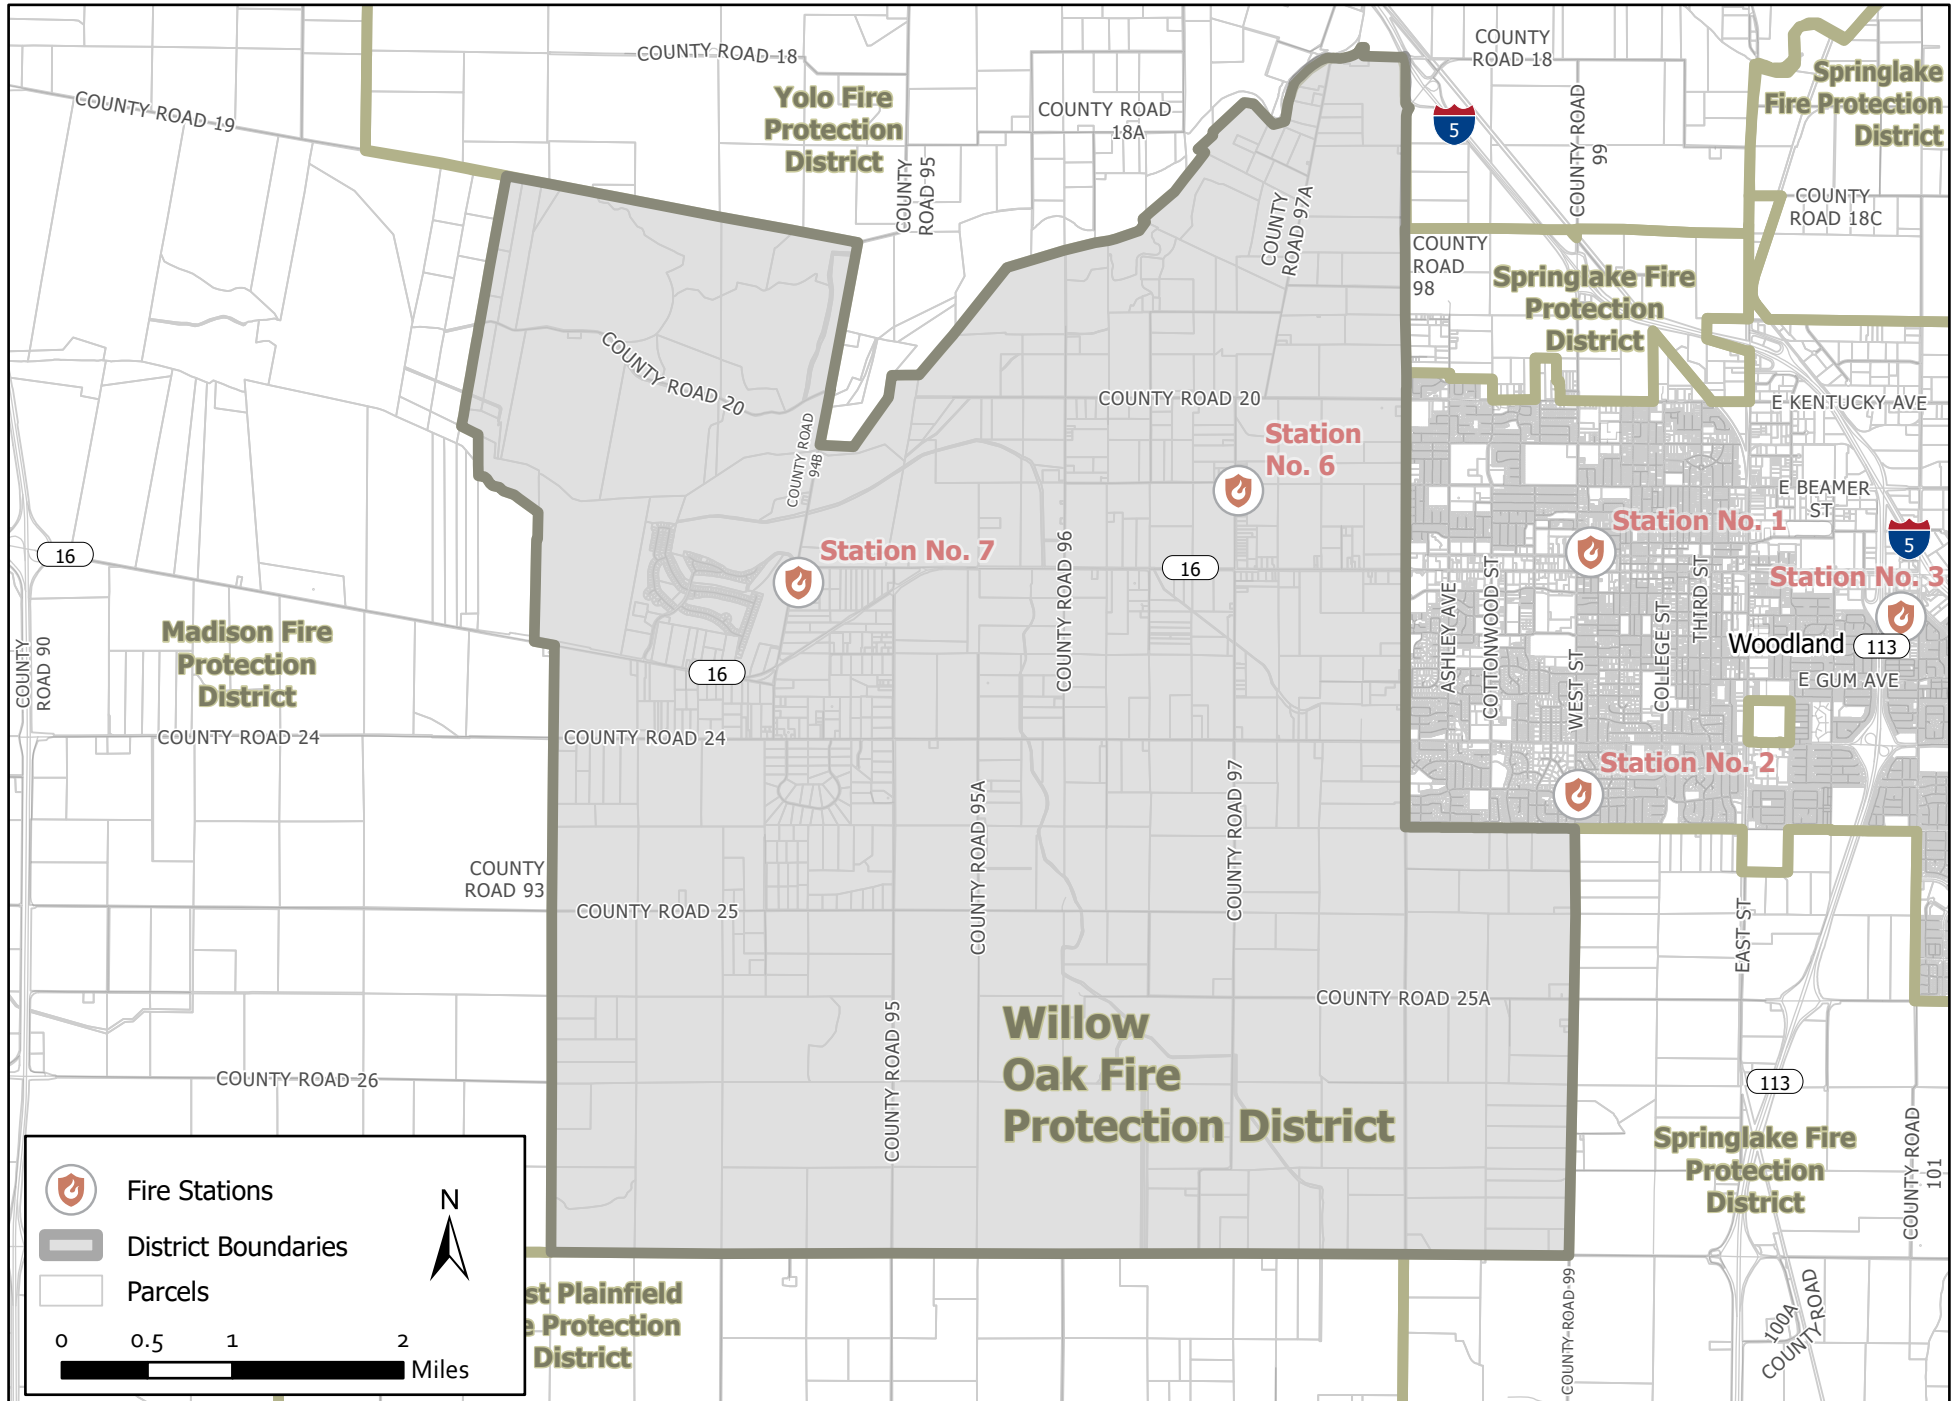 COUNTY ROAD 18
COUNTY
ROAD 18
Springlake
Fire Protection
District
Yolo Fire
Protection
District
COUNTY ROAD 19
COUNTY ROAD
18A
5
COUNTY ROAD
99
COUNTY
ROAD 95
COUNTY
ROAD 97A
COUNTY
ROAD 18C
COUNTY
ROAD
98
Springlake Fire
Protection
District
COUNTY ROAD 20
COUNTY ROAD 20
E KENTUCKY AVE
COUNTY ROAD
94B
Station
No. 6
E BEAMER
ST
Station No. 1
5
16
Station No. 7
COUNTY ROAD 96
16
Station No. 3
ASHLEY AVE
COTTONWOOD ST
WEST ST
COLLEGE ST
THIRD ST
Woodland
113
E GUM AVE
COUNTY
ROAD 90
Madison Fire
Protection
District
16
COUNTY ROAD 24
COUNTY ROAD 24
Station No. 2
COUNTY ROAD 95A
COUNTY ROAD 97
COUNTY
ROAD 93
COUNTY ROAD 25
EAST ST
COUNTY ROAD 25A
COUNTY ROAD 95
Willow
Oak Fire
Protection District
COUNTY ROAD 26
113
Springlake Fire
Protection
District
COUNTY ROAD
101
Fire Stations
N
District Boundaries
Parcels
0 0.5 1 2
Miles
st Plainfield
e Protection
District
COUNTY ROAD 99
100A
COUNTY ROAD